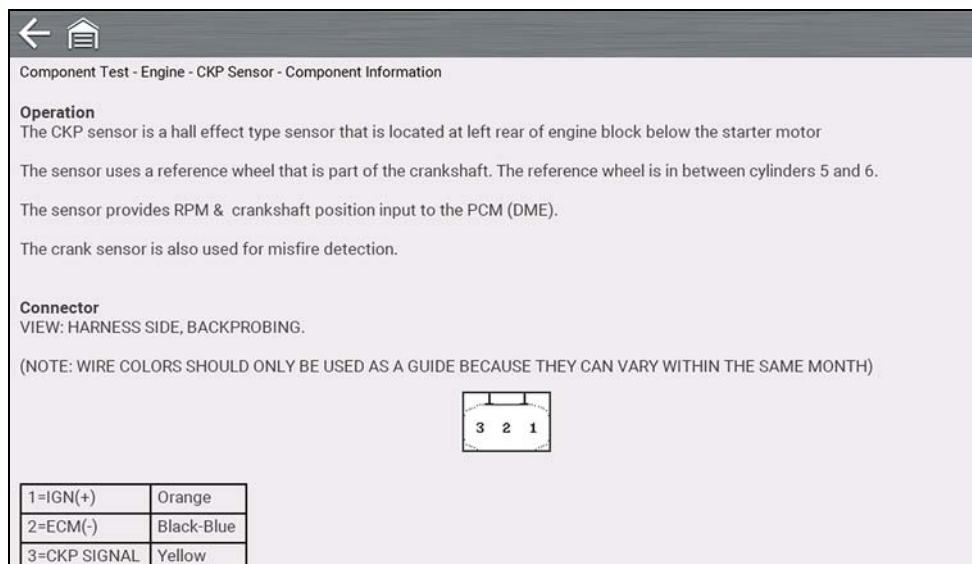 Component Test - Engine - CKP Sensor - Component Information
Operation
The CKP sensor is a hall effect type sensor that is located at left rear of engine block below the starter motor
The sensor uses a reference wheel that is part of the crankshaft. The reference wheel is in between cylinders 5 and 6.
The sensor provides RPM & crankshaft position input to the PCM (DME).
The crank sensor is also used for misfire detection.
Connector
VIEW: HARNESS SIDE, BACKPROBING.
(NOTE: WIRE COLORS SHOULD ONLY BE USED AS A GUIDE BECAUSE THEY CAN VARY WITHIN THE SAME MONTH)
3 2 1
1=IGN(+) Orange
2=ECM(-) Black-Blue
3=CKP SIGNAL Yellow